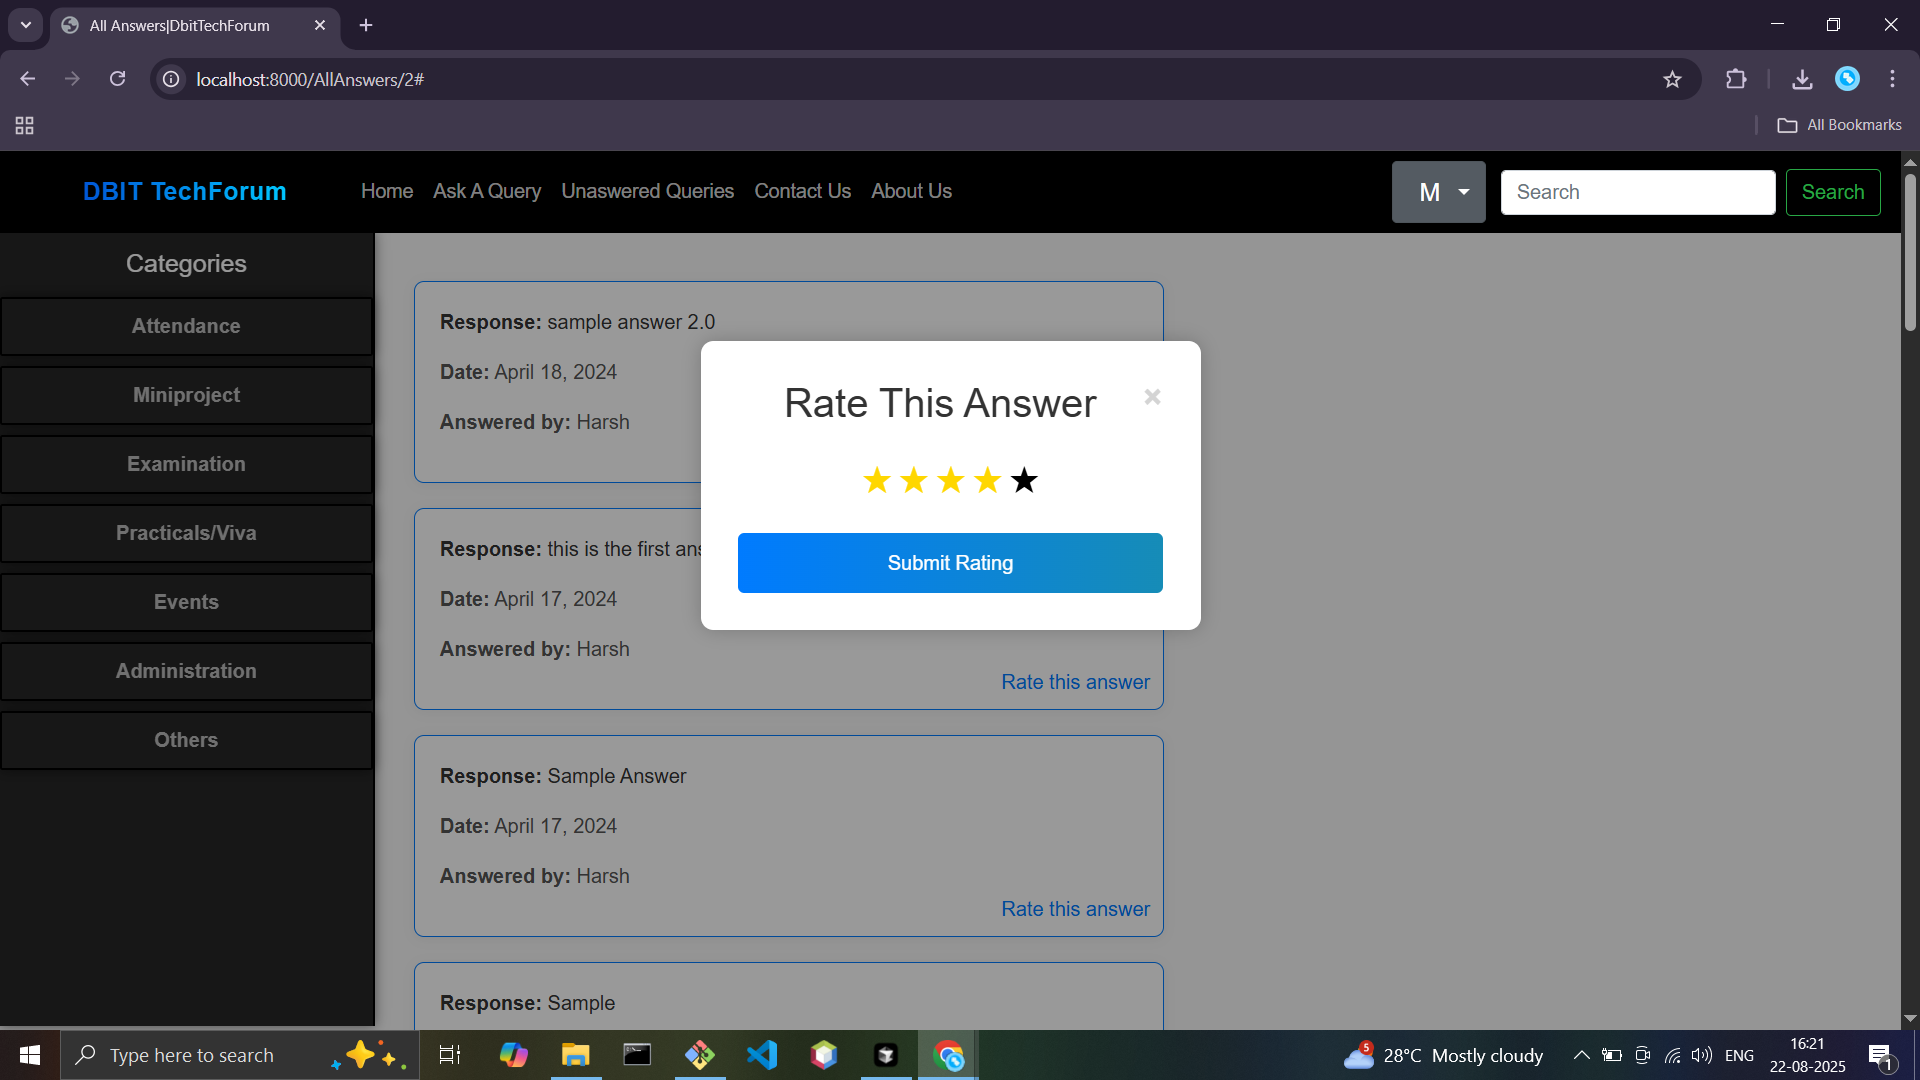 All Answers|DbitTechForum
localhost:8000/AllAnswers/2#
All Bookmarks
DBIT TechForum
Home Ask A Query Unaswered Queries Contact Us About Us
M
Search
Search
Categories
Attendance
Miniproject
Examination
Practicals/Viva
Events
Administration
Others
Response: sample answer 2.0
Date: April 18, 2024
Answered by: Harsh
Rate This Answer
×
★★★★★
Submit Rating
Response: this is the first ans
Date: April 17, 2024
Answered by: Harsh
Rate this answer
Response: Sample Answer
Date: April 17, 2024
Answered by: Harsh
Rate this answer
Response: Sample
Type here to search
5
28°C Mostly cloudy
ENG
16:21
22-08-2025
1